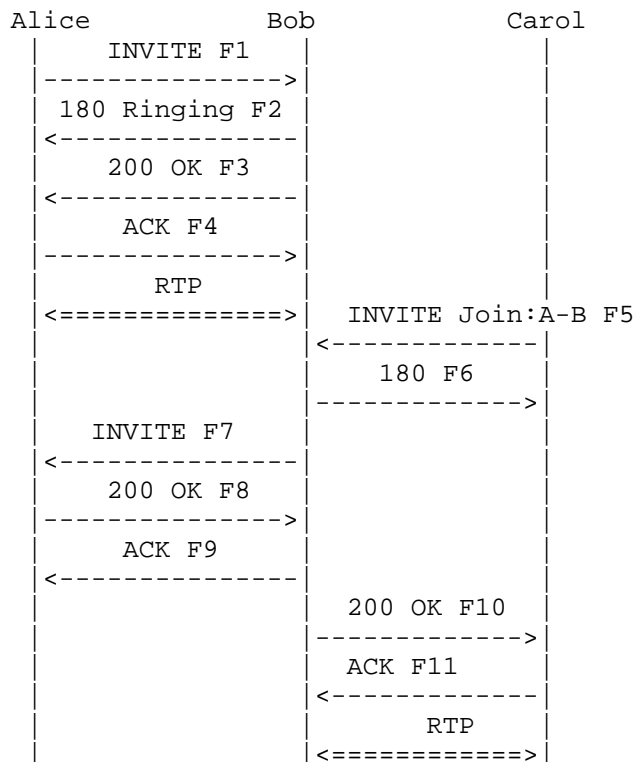 Alice Bob Carol
INVITE F1
180 Ringing F2
200 OK F3
ACK F4
RTP
INVITE Join:A-B F5
180 F6
INVITE F7
200 OK F8
ACK F9
200 OK F10
ACK F11
RTP